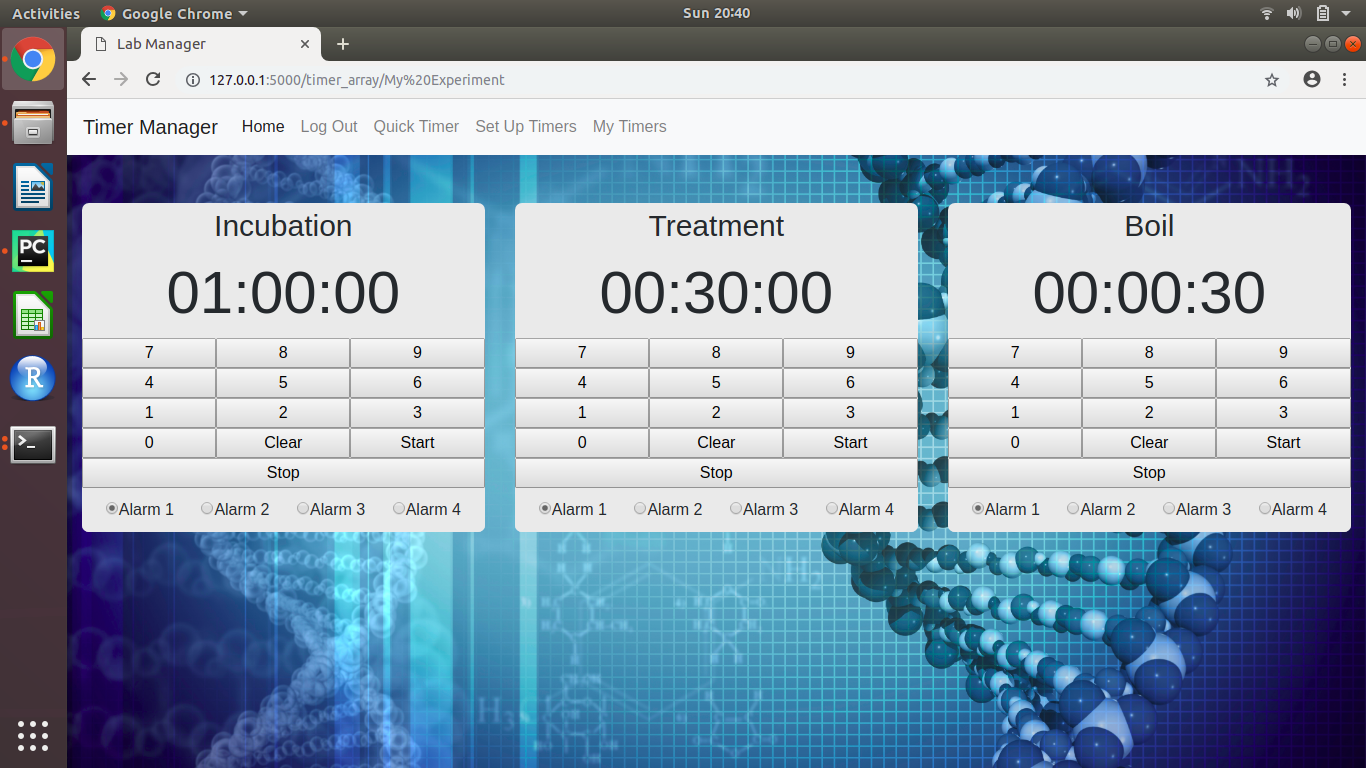 Activities Google Chrome Sun 20:40
Lab Manager
127.0.0.1:5000/timer_array/My%20Experiment
Timer Manager Home Log Out Quick Timer Set Up Timers My Timers
Incubation
01:00:00
7 8 9
4 5 6
1 2 3
0 Clear Start
Stop
Alarm 1 Alarm 2 Alarm 3 Alarm 4
Treatment
00:30:00
7 8 9
4 5 6
1 2 3
0 Clear Start
Stop
Alarm 1 Alarm 2 Alarm 3 Alarm 4
Boil
00:00:30
7 8 9
4 5 6
1 2 3
0 Clear Start
Stop
Alarm 1 Alarm 2 Alarm 3 Alarm 4
PC
R
NH2
H2
H3